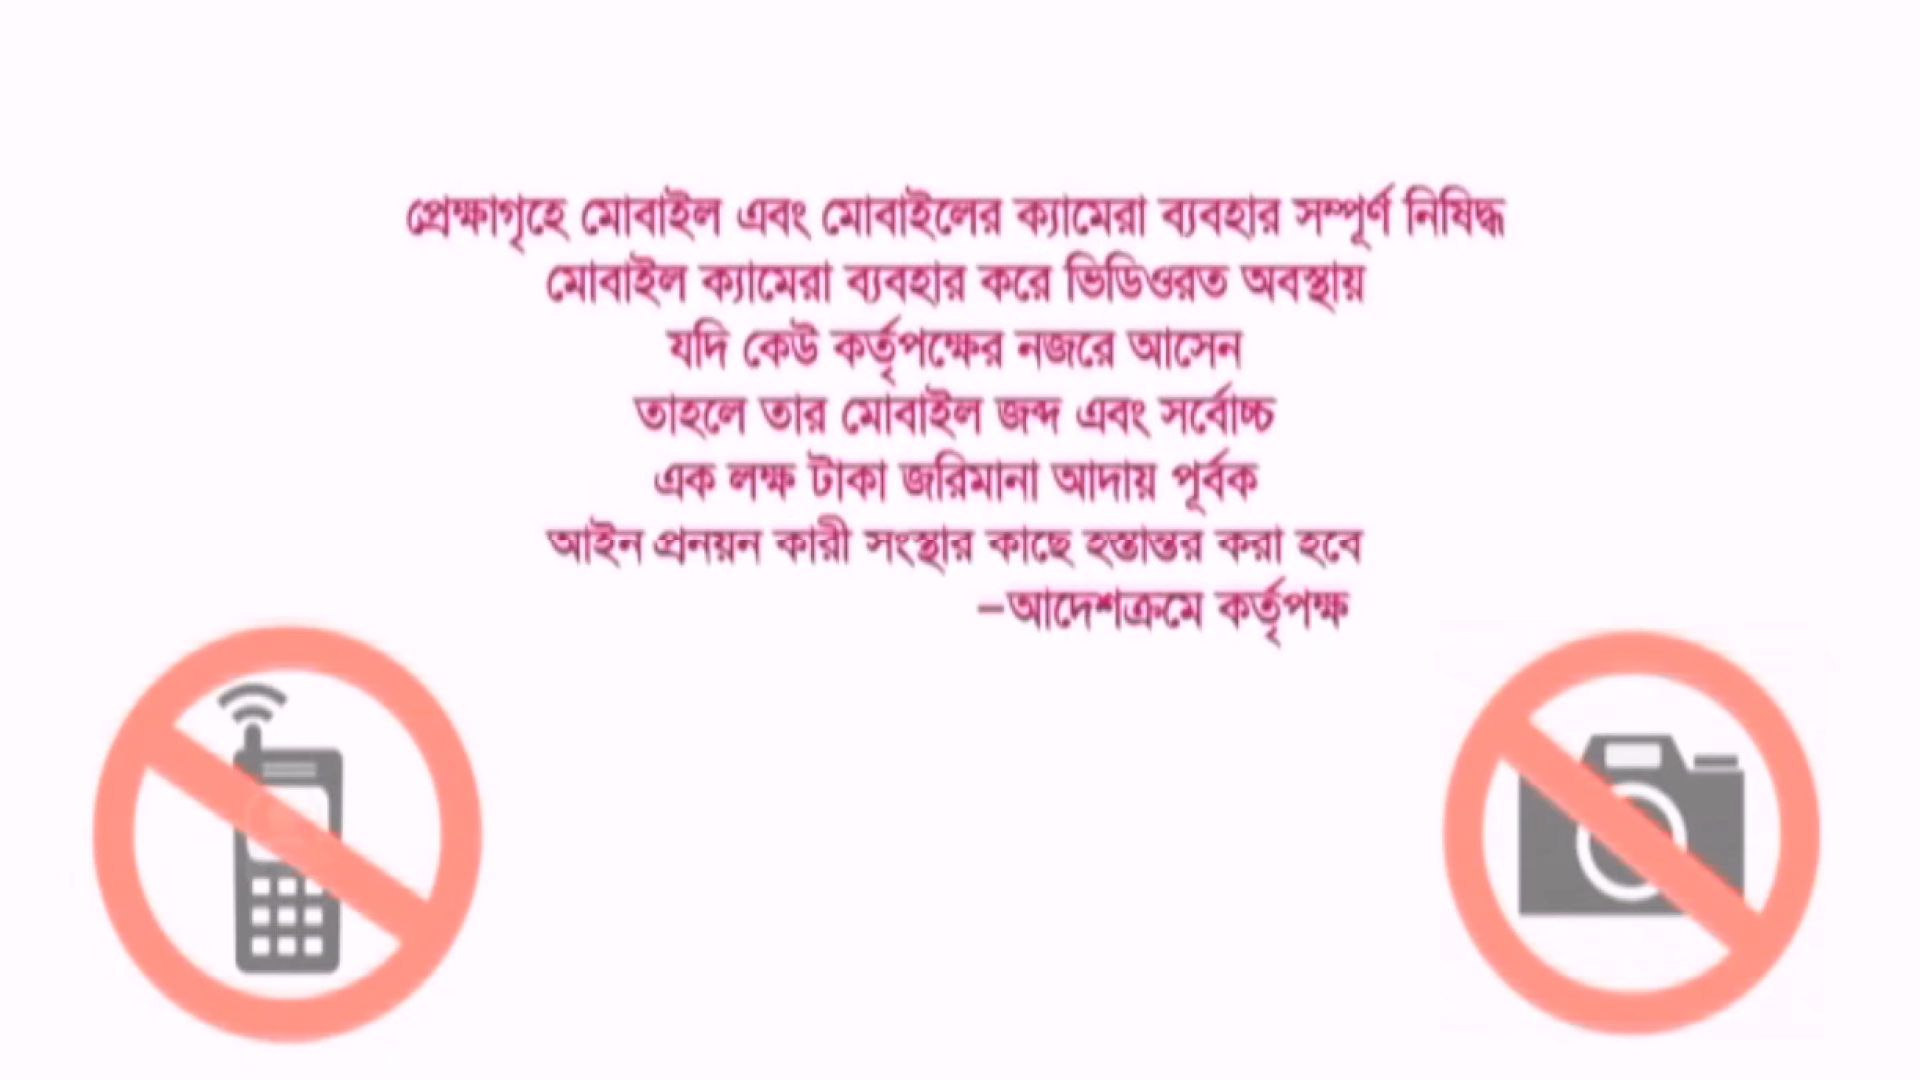 প্রেক্ষাগৃহে মোবাইল এবং মোবাইলের ক্যামেরা ব্যবহার সম্পূর্ণ নিষিদ্ধ
মোবাইল ক্যামেরা ব্যবহার করে ভিডিওরত অবস্থায়
যদি কেউ কর্তৃপক্ষের নজরে আসেন
তাহলে তার মোবাইল জব্দ এবং সর্বোচ্চ
এক লক্ষ টাকা জরিমানা আদায় পূর্বক
আইন প্রনয়ন কারী সংস্থার কাছে হস্তান্তর করা হবে
–আদেশক্রমে কর্তৃপক্ষ